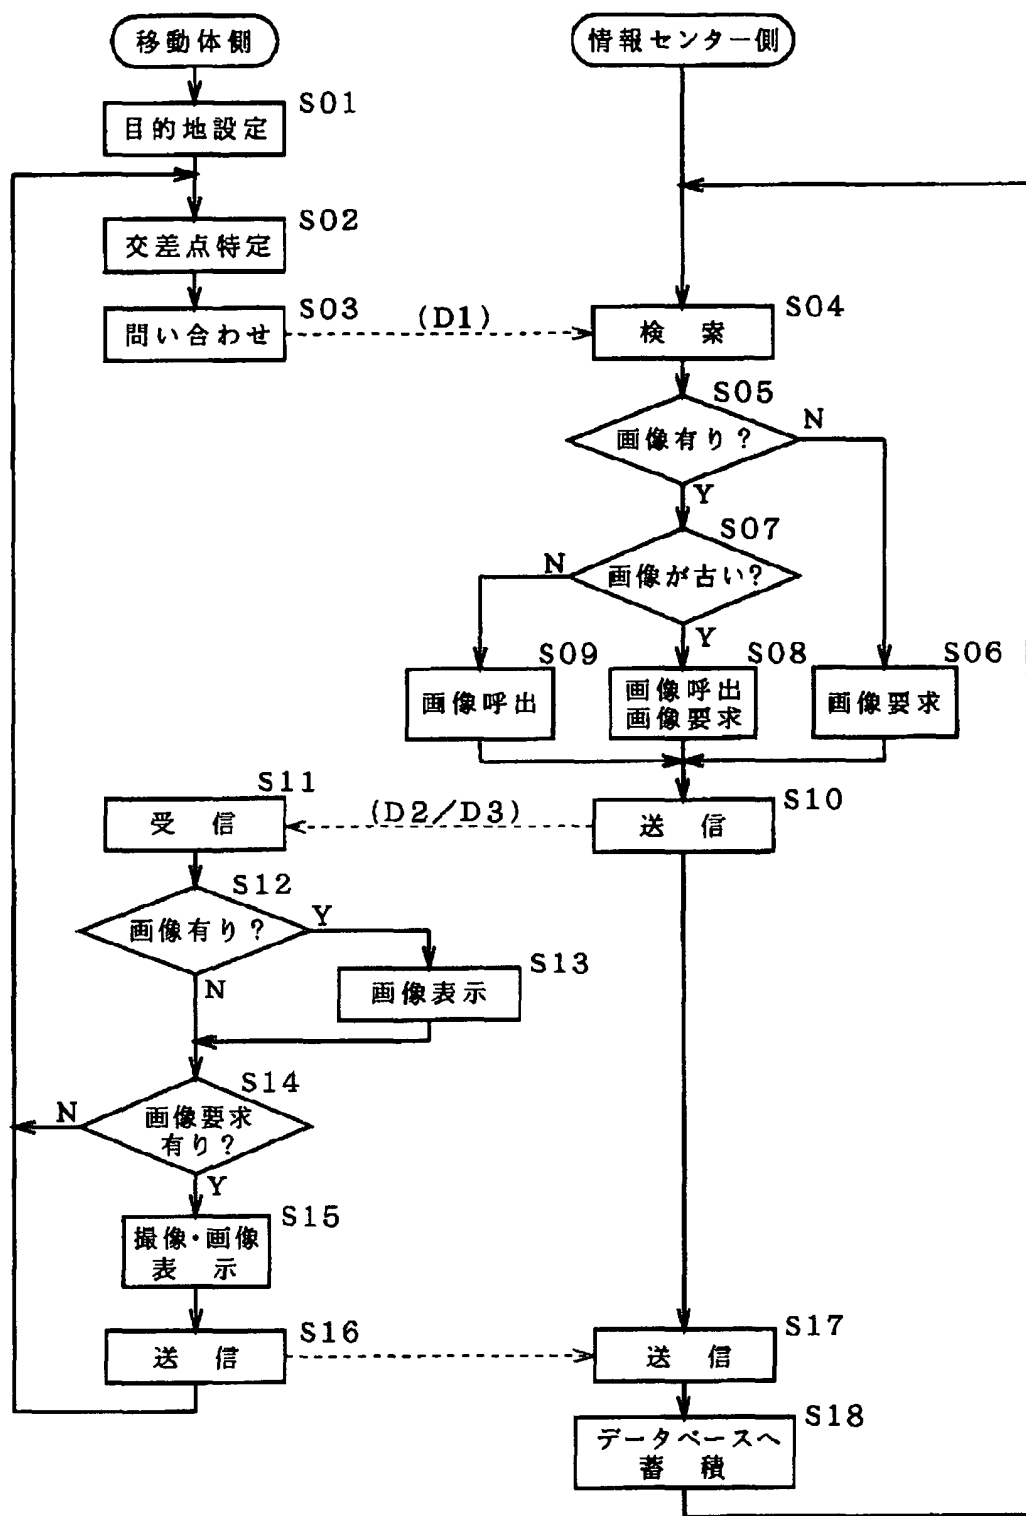 移動体側
情報センター側
S01
目的地設定
S02
交差点特定
S03
問い合わせ
(D1)
S04
検 索
S05
画像有り?
N
Y
S07
画像が古い?
N
Y
S09
画像呼出
S08
画像呼出
画像要求
S06
画像要求
S11
受 信
(D2/D3)
S10
送 信
S12
画像有り?
Y
N
S13
画像表示
S14
画像要求
有り?
N
Y
S15
撮像・画像
表 示
S16
送 信
S17
送 信
S18
データベースへ
蓄 積